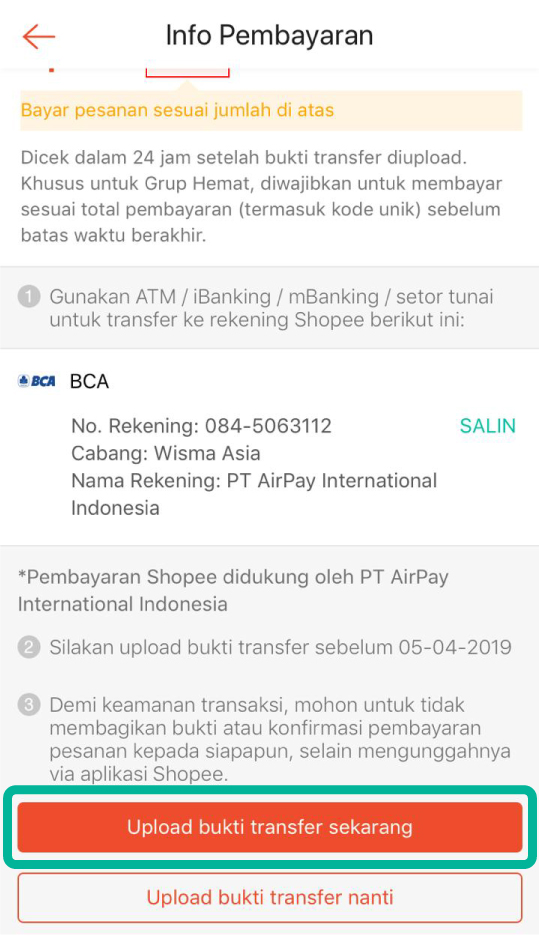 Info Pembayaran
Bayar pesanan sesuai jumlah di atas
Dicek dalam 24 jam setelah bukti transfer diupload.
Khusus untuk Grup Hemat, diwajibkan untuk membayar
sesuai total pembayaran (termasuk kode unik) sebelum
batas waktu berakhir.
1 Gunakan ATM / iBanking / mBanking / setor tunai
untuk transfer ke rekening Shopee berikut ini:
BCA BCA
No. Rekening: 084-5063112 SALIN
Cabang: Wisma Asia
Nama Rekening: PT AirPay International
Indonesia
*Pembayaran Shopee didukung oleh PT AirPay
International Indonesia
2 Silakan upload bukti transfer sebelum 05-04-2019
3 Demi keamanan transaksi, mohon untuk tidak
membagikan bukti atau konfirmasi pembayaran
pesanan kepada siapapun, selain mengunggahnya
via aplikasi Shopee.
Upload bukti transfer sekarang
Upload bukti transfer nanti